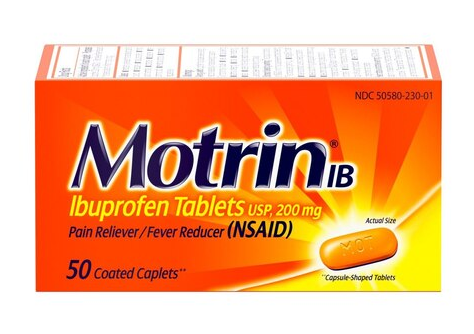 NDC 50580-230-01
Motrin® IB
Ibuprofen Tablets USP, 200 mg
Pain Reliever/Fever Reducer (NSAID)
Actual Size
MOT
50 Coated Caplets**
**Capsule-Shaped Tablets